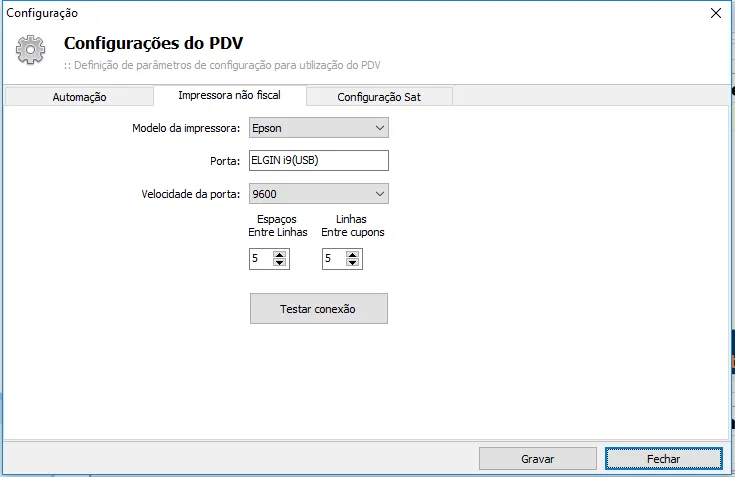 Configuração
Configurações do PDV
:: Definição de parâmetros de configuração para utilização do PDV
Automação
Impressora não fiscal
Configuração Sat
Modelo da impressora: Epson
Porta: ELGIN i9(USB)
Velocidade da porta: 9600
Espaços Linhas
Entre Linhas Entre cupons
5 5
Testar conexão
Gravar Fechar